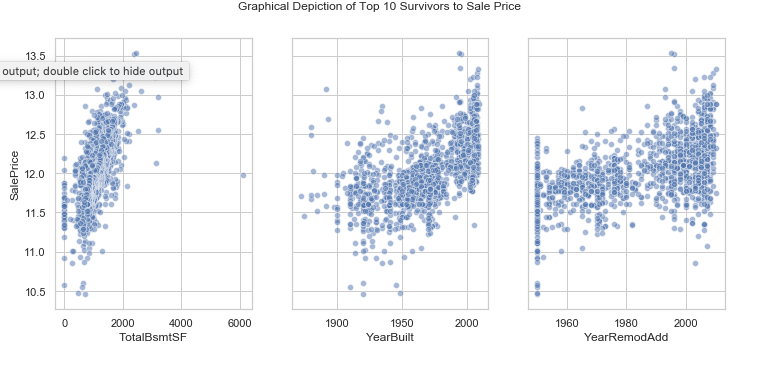 Graphical Depiction of Top 10 Survivors to Sale Price
13.5
output; double click to hide output
13.0
12.5
12.0
11.5
11.0
10.5
SalePrice
0 2000 4000 6000
TotalBsmtSF
1900 1950 2000
YearBuilt
1960 1980 2000
YearRemodAdd